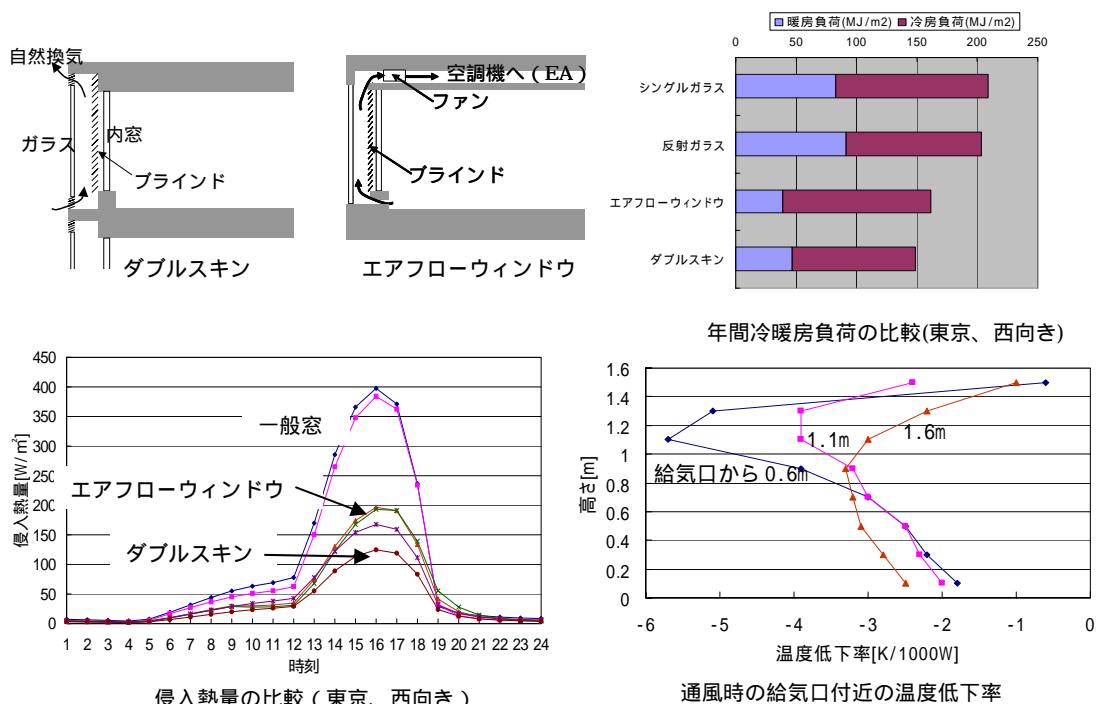 自然換気
ガラス
内窓
ブラインド
ダブルスキン
空調機へ（EA）
ファン
ブラインド
エアフローウィンドウ
暖房負荷(MJ/m2) 冷房負荷(MJ/m2)
0 50 100 150 200 250
シングルガラス
反射ガラス
エアフローウィンドウ
ダブルスキン
年間冷暖房負荷の比較(東京、西向き)
450
400
350
300
250
200
150
100
50
0
侵入熱量[W/㎡]
一般窓
エアフローウィンドウ
ダブルスキン
1 2 3 4 5 6 7 8 9 10 11 12 13 14 15 16 17 18 19 20 21 22 23 24
時刻
侵入熱量の比較（東京、西向き）
1.6
1.4
1.2
1
0.8
0.6
0.4
0.2
0
高さ[m]
1.1m
1.6m
給気口から0.6m
-6 -5 -4 -3 -2 -1 0
温度低下率[K/1000W]
通風時の給気口付近の温度低下率